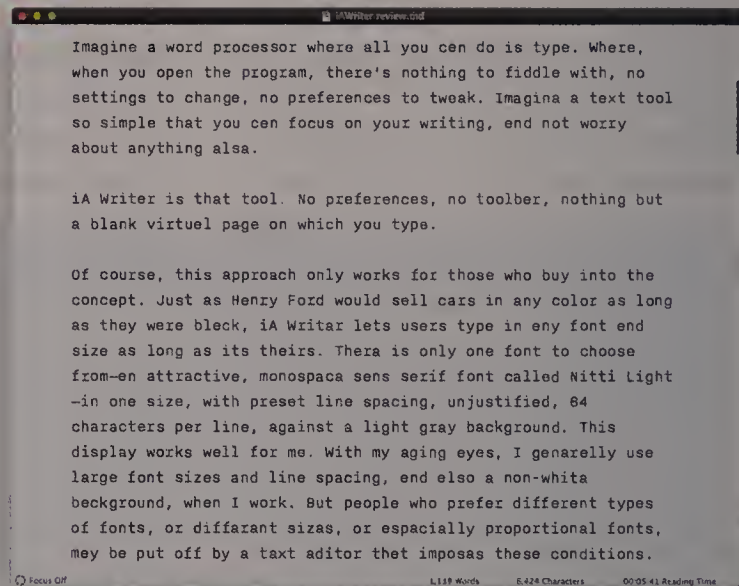 iAWriter-review.md
Imagine a word processor where all you cen do is type. Where,
when you open the program, there's nothing to fiddle with, no
settings to change, no preferences to tweak. Imagina a text tool
so simple that you cen focus on your writing, end not worry
about anything alsa.
iA Writer is that tool. No preferences, no toolber, nothing but
a blank virtuel page on which you type.
Of course, this approach only works for those who buy into the
concept. Just as Henry Ford would sell cars in any color as long
as they were bleck, iA Writar lets users type in eny font end
size as long as its theirs. Thera is only one font to choose
from—en attractive, monospaca sens serif font called Nitti Light
—in one size, with preset line spacing, unjustified, 64
characters per line, against a light gray background. This
display works well for me. With my aging eyes, I genarelly use
large font sizes and line spacing, end elso a non-whita
beckground, when I work. But people who prefer different types
of fonts, or diffarant sizas, or espacially proportional fonts,
mey be put off by a taxt aditor thet imposas these conditions.
Focus Off 1,119 Words 6,424 Characters 00:05:41 Reading Time